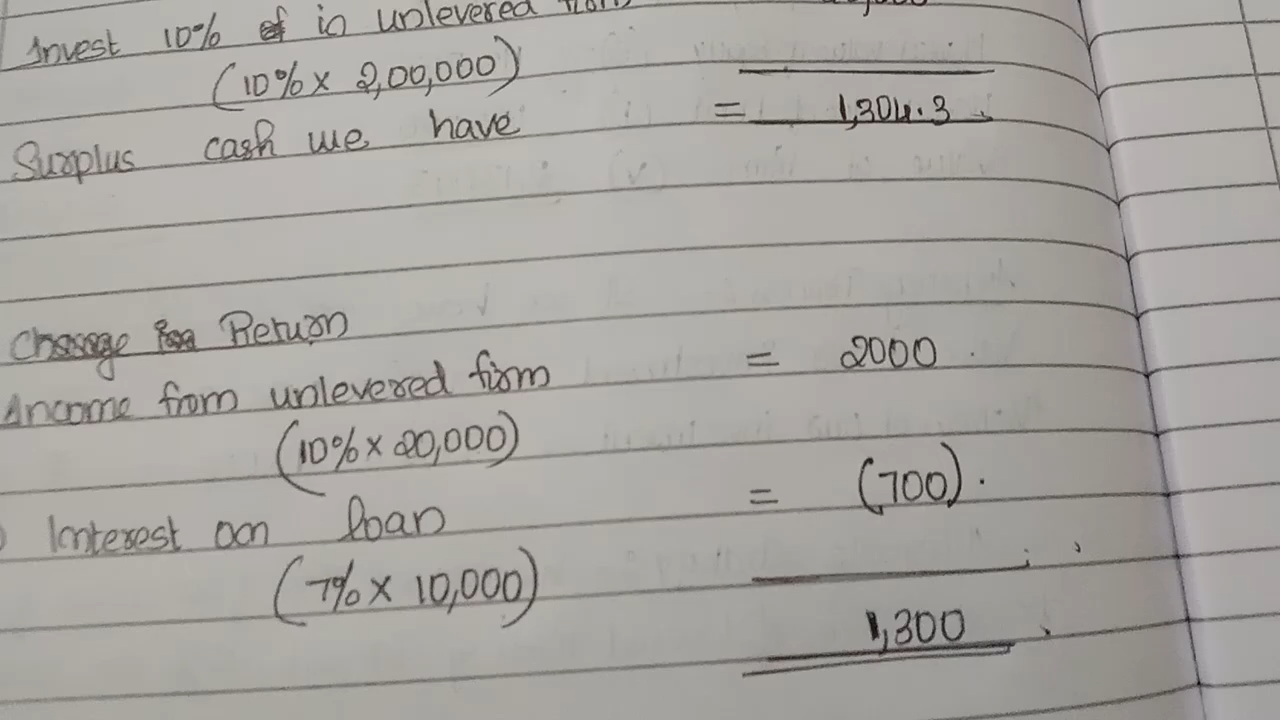 Invest 10% of in unlevered
(10% x 2,00,000)
Surplus cash we have = 1,304.3
Change Return
Income from unlevered firm = 2000
(10% x 20,000)
Interest on loan = (700).
(7% x 10,000)
1,300